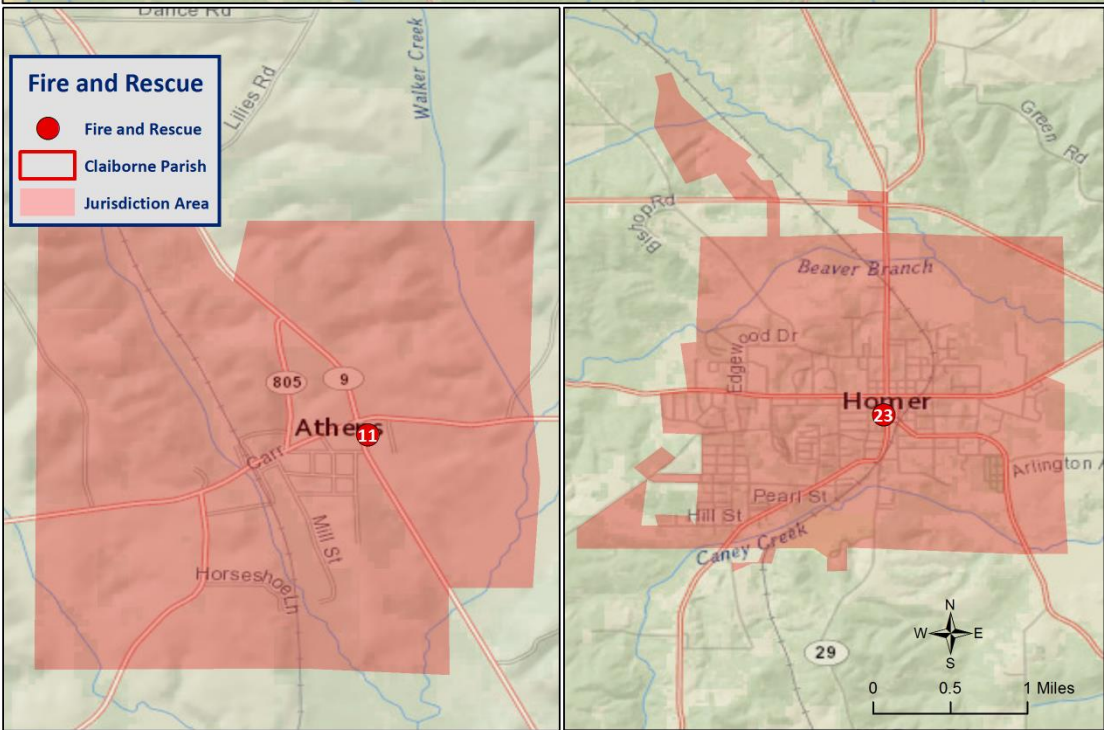 Dance Rd
Lilies Rd
Walker Creek
Fire and Rescue
Fire and Rescue
Claiborne Parish
Jurisdiction Area
805
9
Athens
11
Carr
Mill St
Horseshoe Ln
Green Rd
Bishop Rd
Beaver Branch
Edgewood Dr
Homer
23
Arlington A
Pearl St
Hill St
Caney Creek
29
N
W E
S
0 0.5 1 Miles